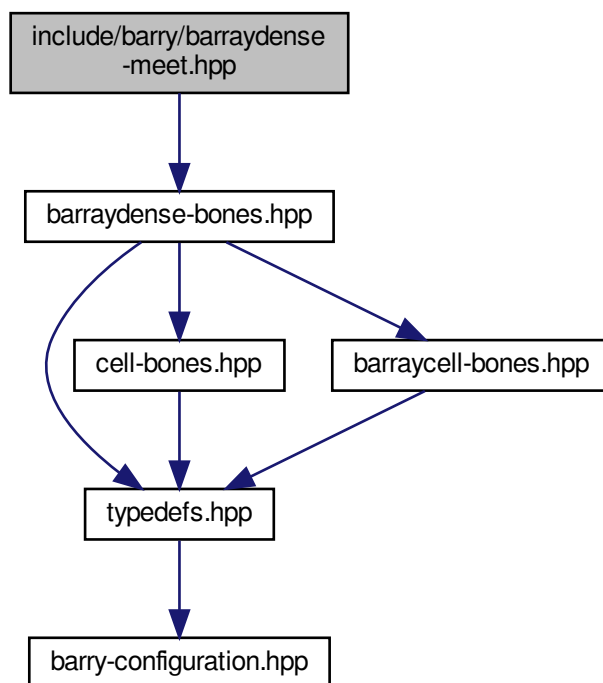 include/barry/barraydense
-meet.hpp
barraydense-bones.hpp
cell-bones.hpp
barraycell-bones.hpp
typedefs.hpp
barry-configuration.hpp